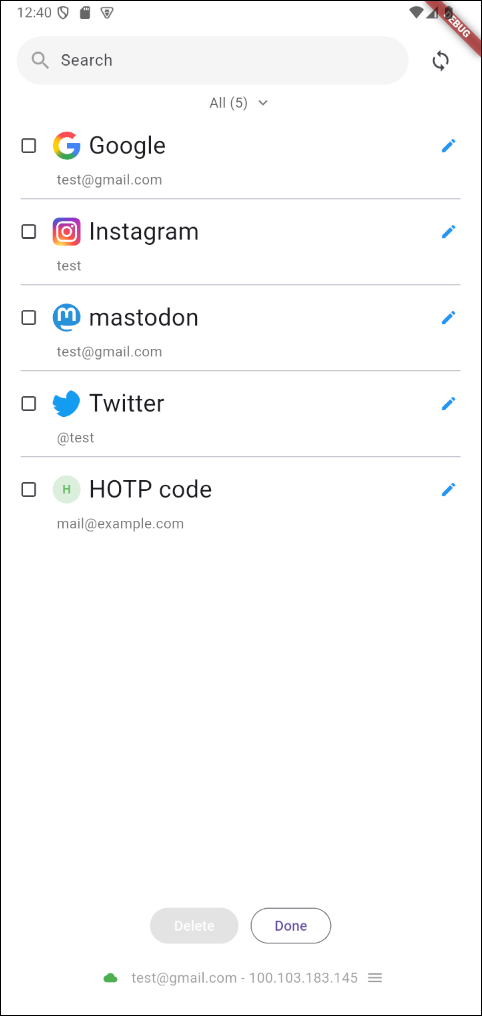 12:40
DEBUG
Search
All (5)
Google
test@gmail.com
Instagram
test
mastodon
test@gmail.com
Twitter
@test
H
HOTP code
mail@example.com
Delete
Done
test@gmail.com - 100.103.183.145